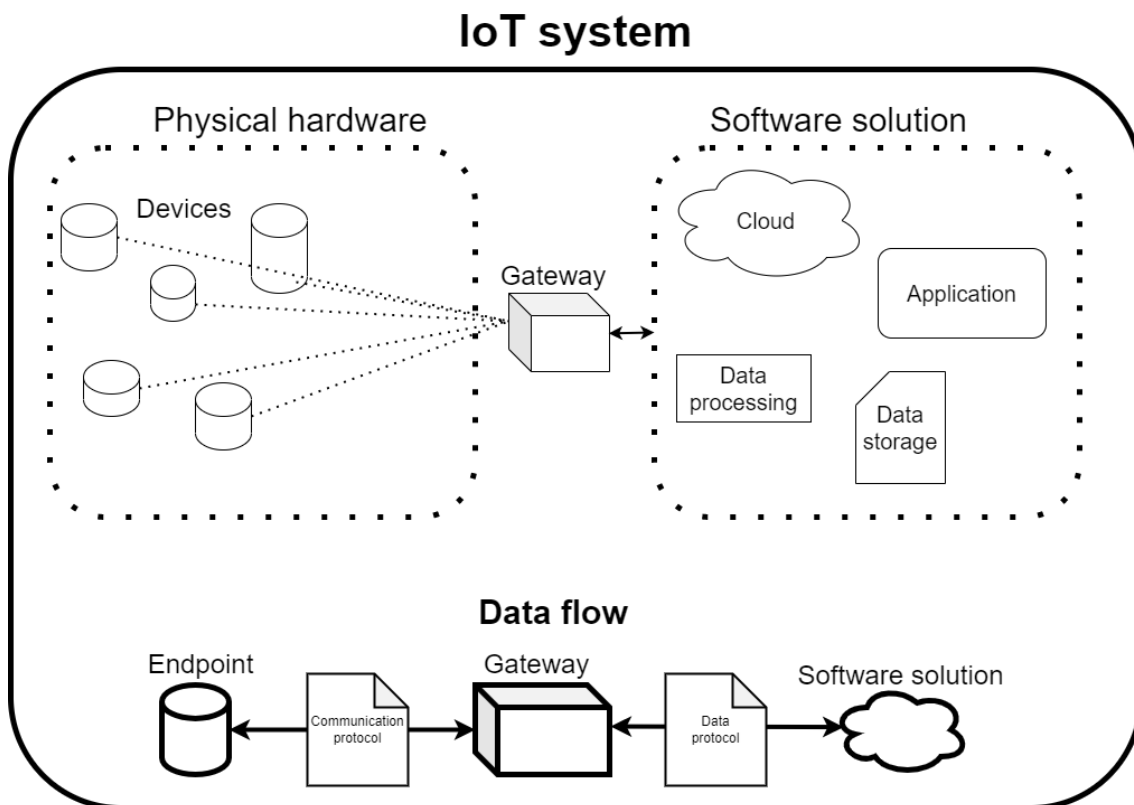 IoT system
Physical hardware
Software solution
Devices
Cloud
Gateway
Application
Data
processing
Data
storage
Data flow
Endpoint
Gateway
Software solution
Communication
protocol
Data
protocol